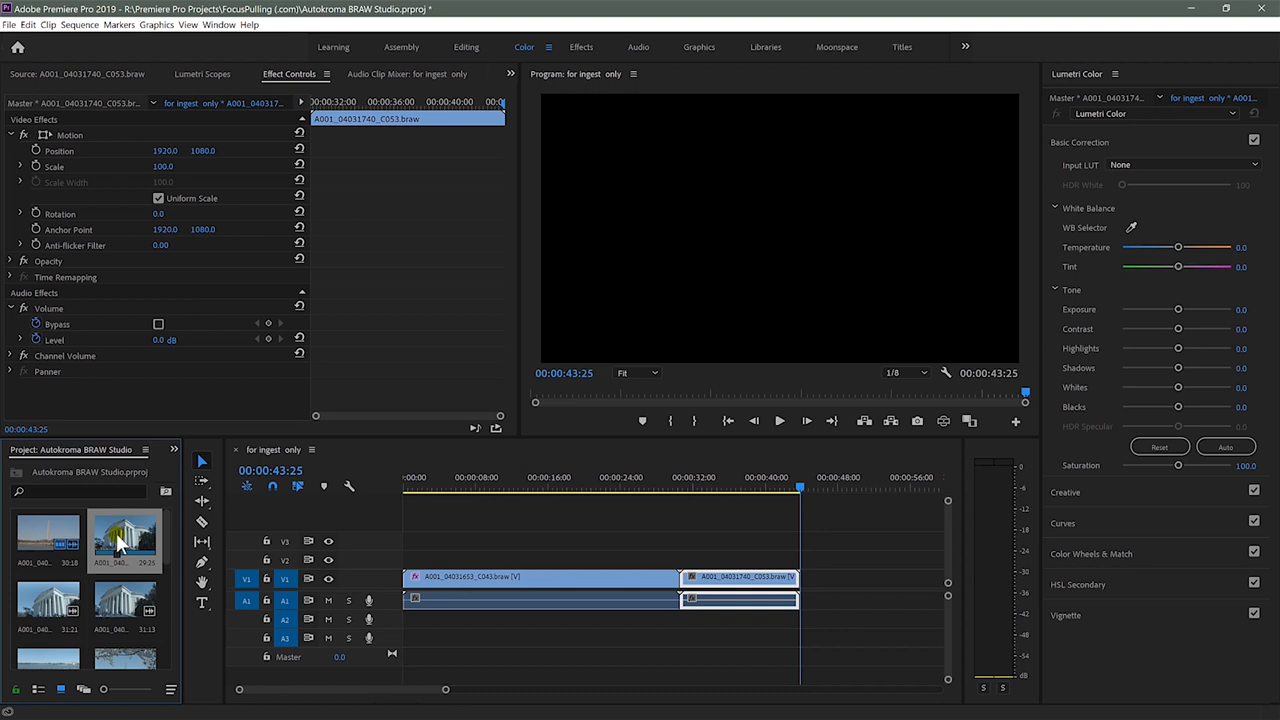 Adobe Premiere Pro 2019 - R:\Premiere Pro Projects\FocusPulling (.com)\Autokroma BRAW Studio.prproj *
File Edit Clip Sequence Markers Graphics View Window Help
Learning Assembly Editing Color Effects Audio Graphics Libraries Moonspace Titles
Source: A001_04031740_C053.braw Lumetri Scopes Effect Controls Audio Clip Mixer: for ingest only
Program: for ingest only
Lumetri Color
Master * A001_04031740_C053.br... for ingest only * A001_040317...
00:00:32:00 00:00:36:00 00:00:40:00 00:0
Master * A001_0403174... for ingest only * A001...
fx Lumetri Color
Video Effects
A001_04031740_C053.braw
fx Motion
Position 1920.0 1080.0
Scale 100.0
Scale Width 100.0
Uniform Scale
Rotation 0.0
Anchor Point 1920.0 1080.0
Anti-flicker Filter 0.00
fx Opacity
fx Time Remapping
Audio Effects
fx Volume
Bypass
Level 0.0 dB
fx Channel Volume
fx Panner
00:00:43:25
00:00:43:25 Fit 1/8 00:00:43:25
Basic Correction
Input LUT None
HDR White 100
White Balance
WB Selector
Temperature 0.0
Tint 0.0
Tone
Exposure 0.0
Contrast 0.0
Highlights 0.0
Shadows 0.0
Whites 0.0
Blacks 0.0
HDR Specular 0.0
Reset Auto
Saturation 100.0
Creative
Curves
Color Wheels & Match
HSL Secondary
Vignette
Project: Autokroma BRAW Studio
Autokroma BRAW Studio.prproj
A001_040... 30:18 A001_040... 29:25
A001_040... 31:21 A001_040... 31:13
for ingest only
00:00:43:25
:00:00 00:00:08:00 00:00:16:00 00:00:24:00 00:00:32:00 00:00:40:00 00:00:48:00 00:00:56:00
V3
V2
V1 V1 fx A001_04031653_C043.braw [V] fx A001_04031740_C053.braw [V
A1 A1 M S fx fx
A2 M S
A3 M S
Master 0.0
0
-6
-12
-18
-24
-30
-36
-42
-48
-54
dB
S S